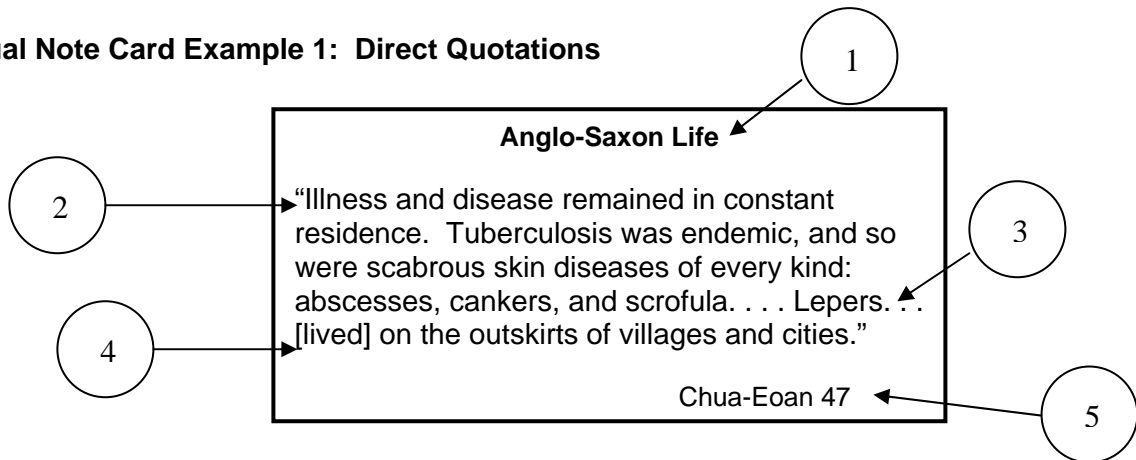 ual Note Card Example 1:  Direct Quotations
1
Anglo-Saxon Life
2
“Illness and disease remained in constant
residence.  Tuberculosis was endemic, and so
3
were scabrous skin diseases of every kind:
abscesses, cankers, and scrofula. . . . Lepers. . .
4
[lived] on the outskirts of villages and cities.”
Chua-Eoan 47
5